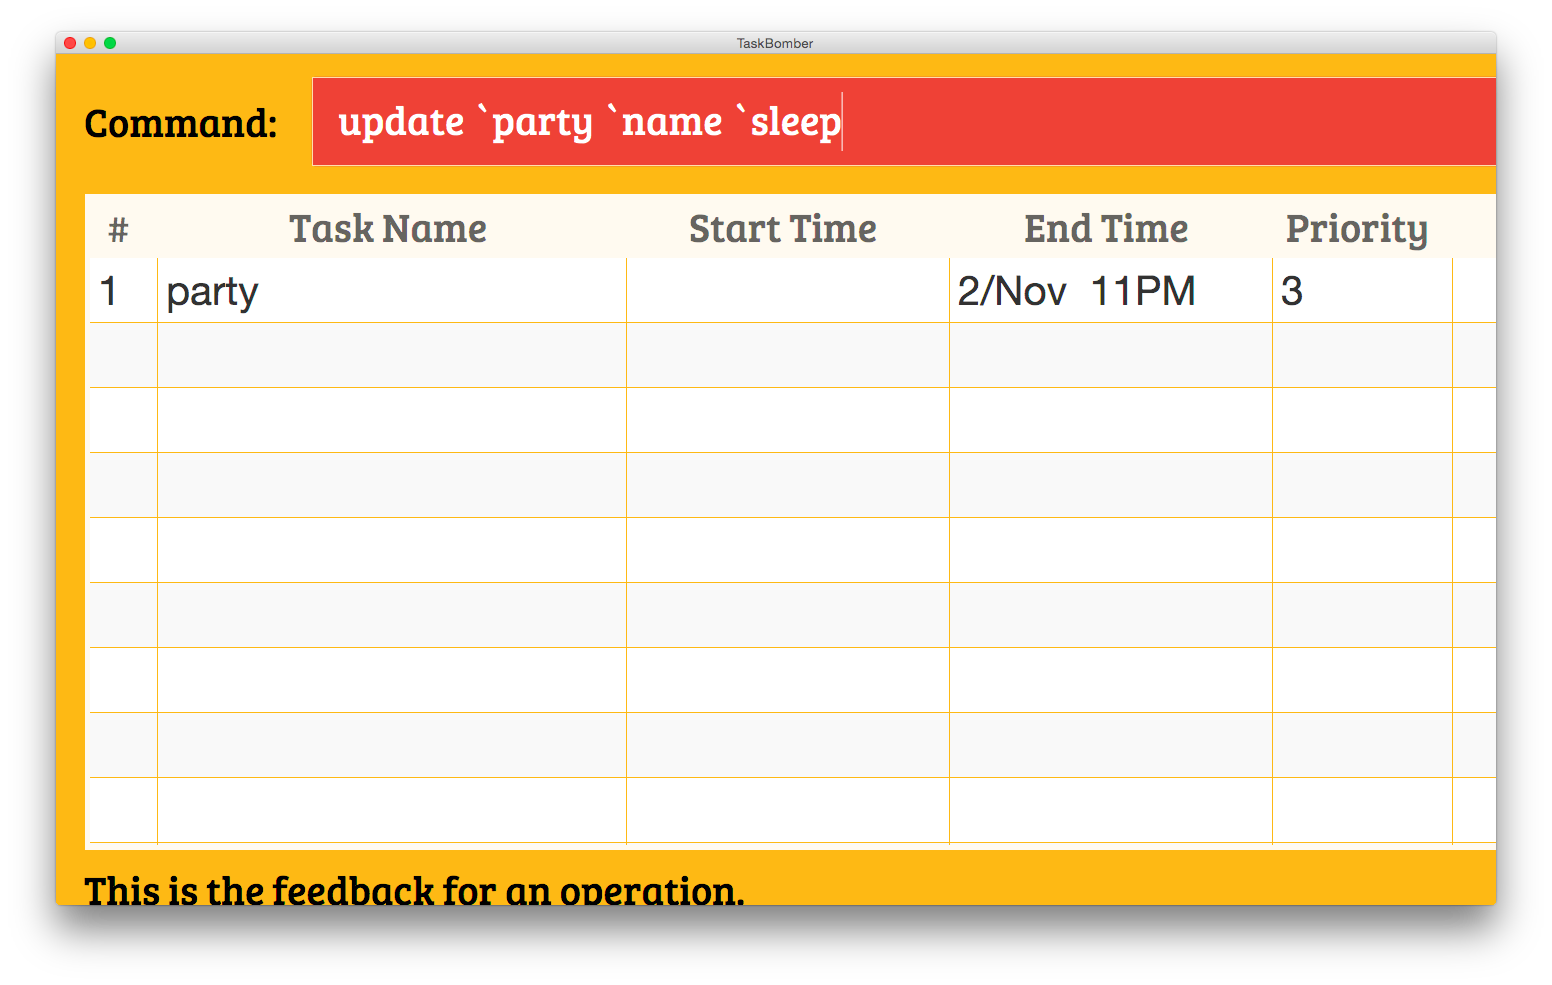 TaskBomber
Command: update `party `name `sleep
# Task Name Start Time End Time Priority
1 party 2/Nov 11PM 3
This is the feedback for an operation.